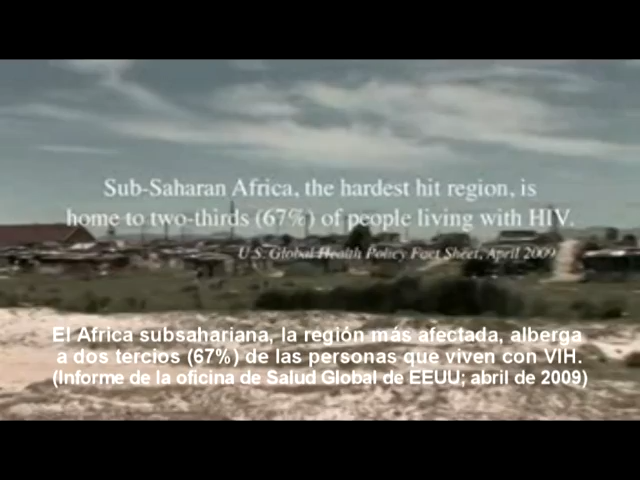 Sub-Saharan Africa, the hardest hit region, is
home to two-thirds (67%) of people living with HIV.
U.S. Global Health Policy Fact Sheet, April 2009
El Africa subsahariana, la región más afectada, alberga
a dos tercios (67%) de las personas que viven con VIH.
(Informe de la oficina de Salud Global de EEUU; abril de 2009)